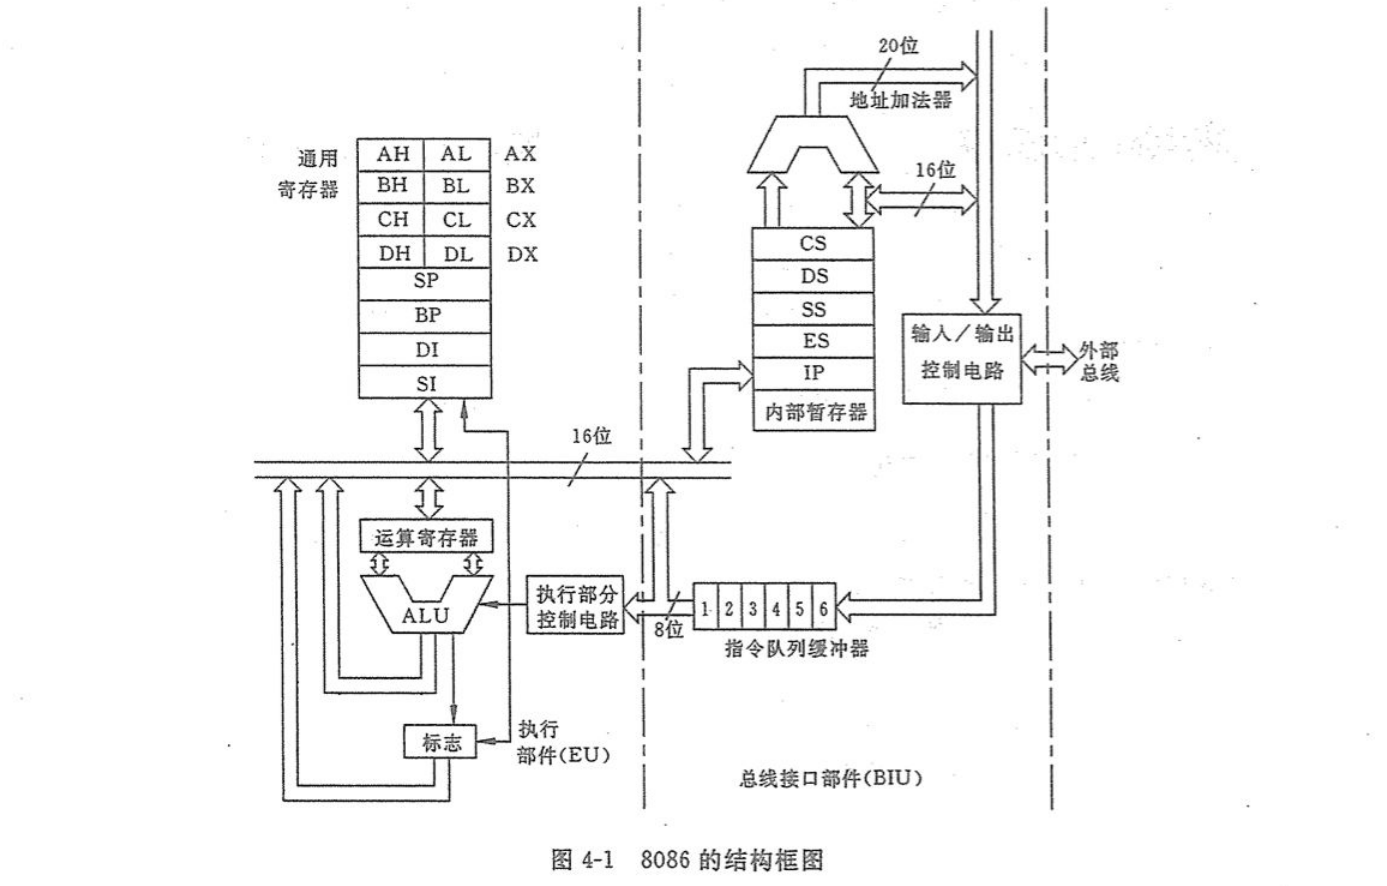 20位
地址加法器
通用
寄存器
AH AL AX
BH BL BX
CH CL CX
DH DL DX
SP
BP
DI
SI
16位
CS
DS
SS
ES
IP
内部暂存器
输入／输出
控制电路
外部
总线
16位
运算寄存器
ALU
执行部分
控制电路
8位
1 2 3 4 5 6
指令队列缓冲器
标志
执行
部件(EU)
总线接口部件(BIU)
图 4-1 8086 的结构框图